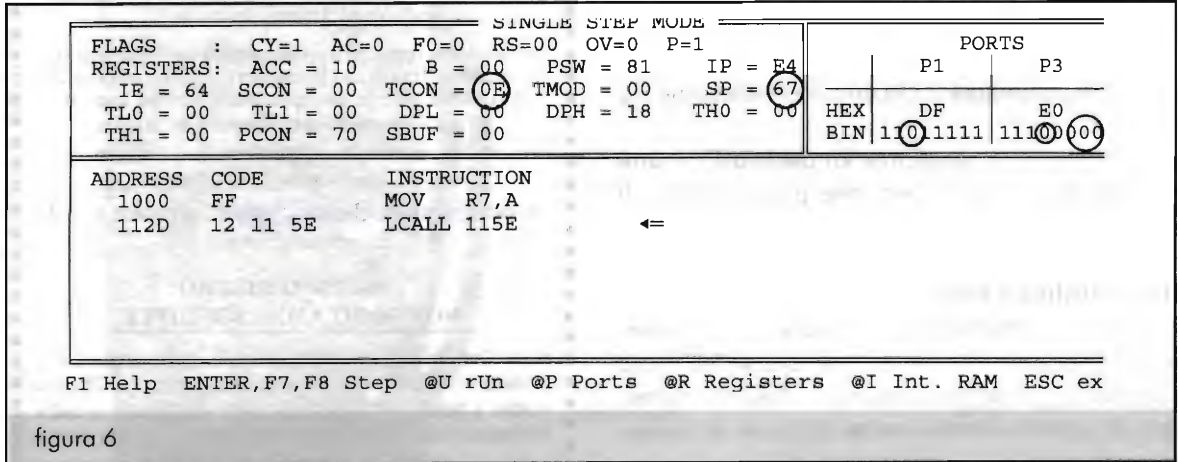 SINGLE STEP MODE
FLAGS : CY=1 AC=0 F0=0 RS=00 OV=0 P=1
REGISTERS: ACC = 10 B = 00 PSW = 81 IP = E4
IE = 64 SCON = 00 TCON = 0E TMOD = 00 SP = 67
TL0 = 00 TL1 = 00 DPL = 00 DPH = 18 TH0 = 00
TH1 = 00 PCON = 70 SBUF = 00
PORTS
P1 P3
HEX DF E0
BIN 11011111 11100000
ADDRESS CODE INSTRUCTION
1000 FF MOV R7,A
112D 12 11 5E LCALL 115E ◄=
F1 Help ENTER,F7,F8 Step @U rUn @P Ports @R Registers @I Int. RAM ESC ex
figura 6